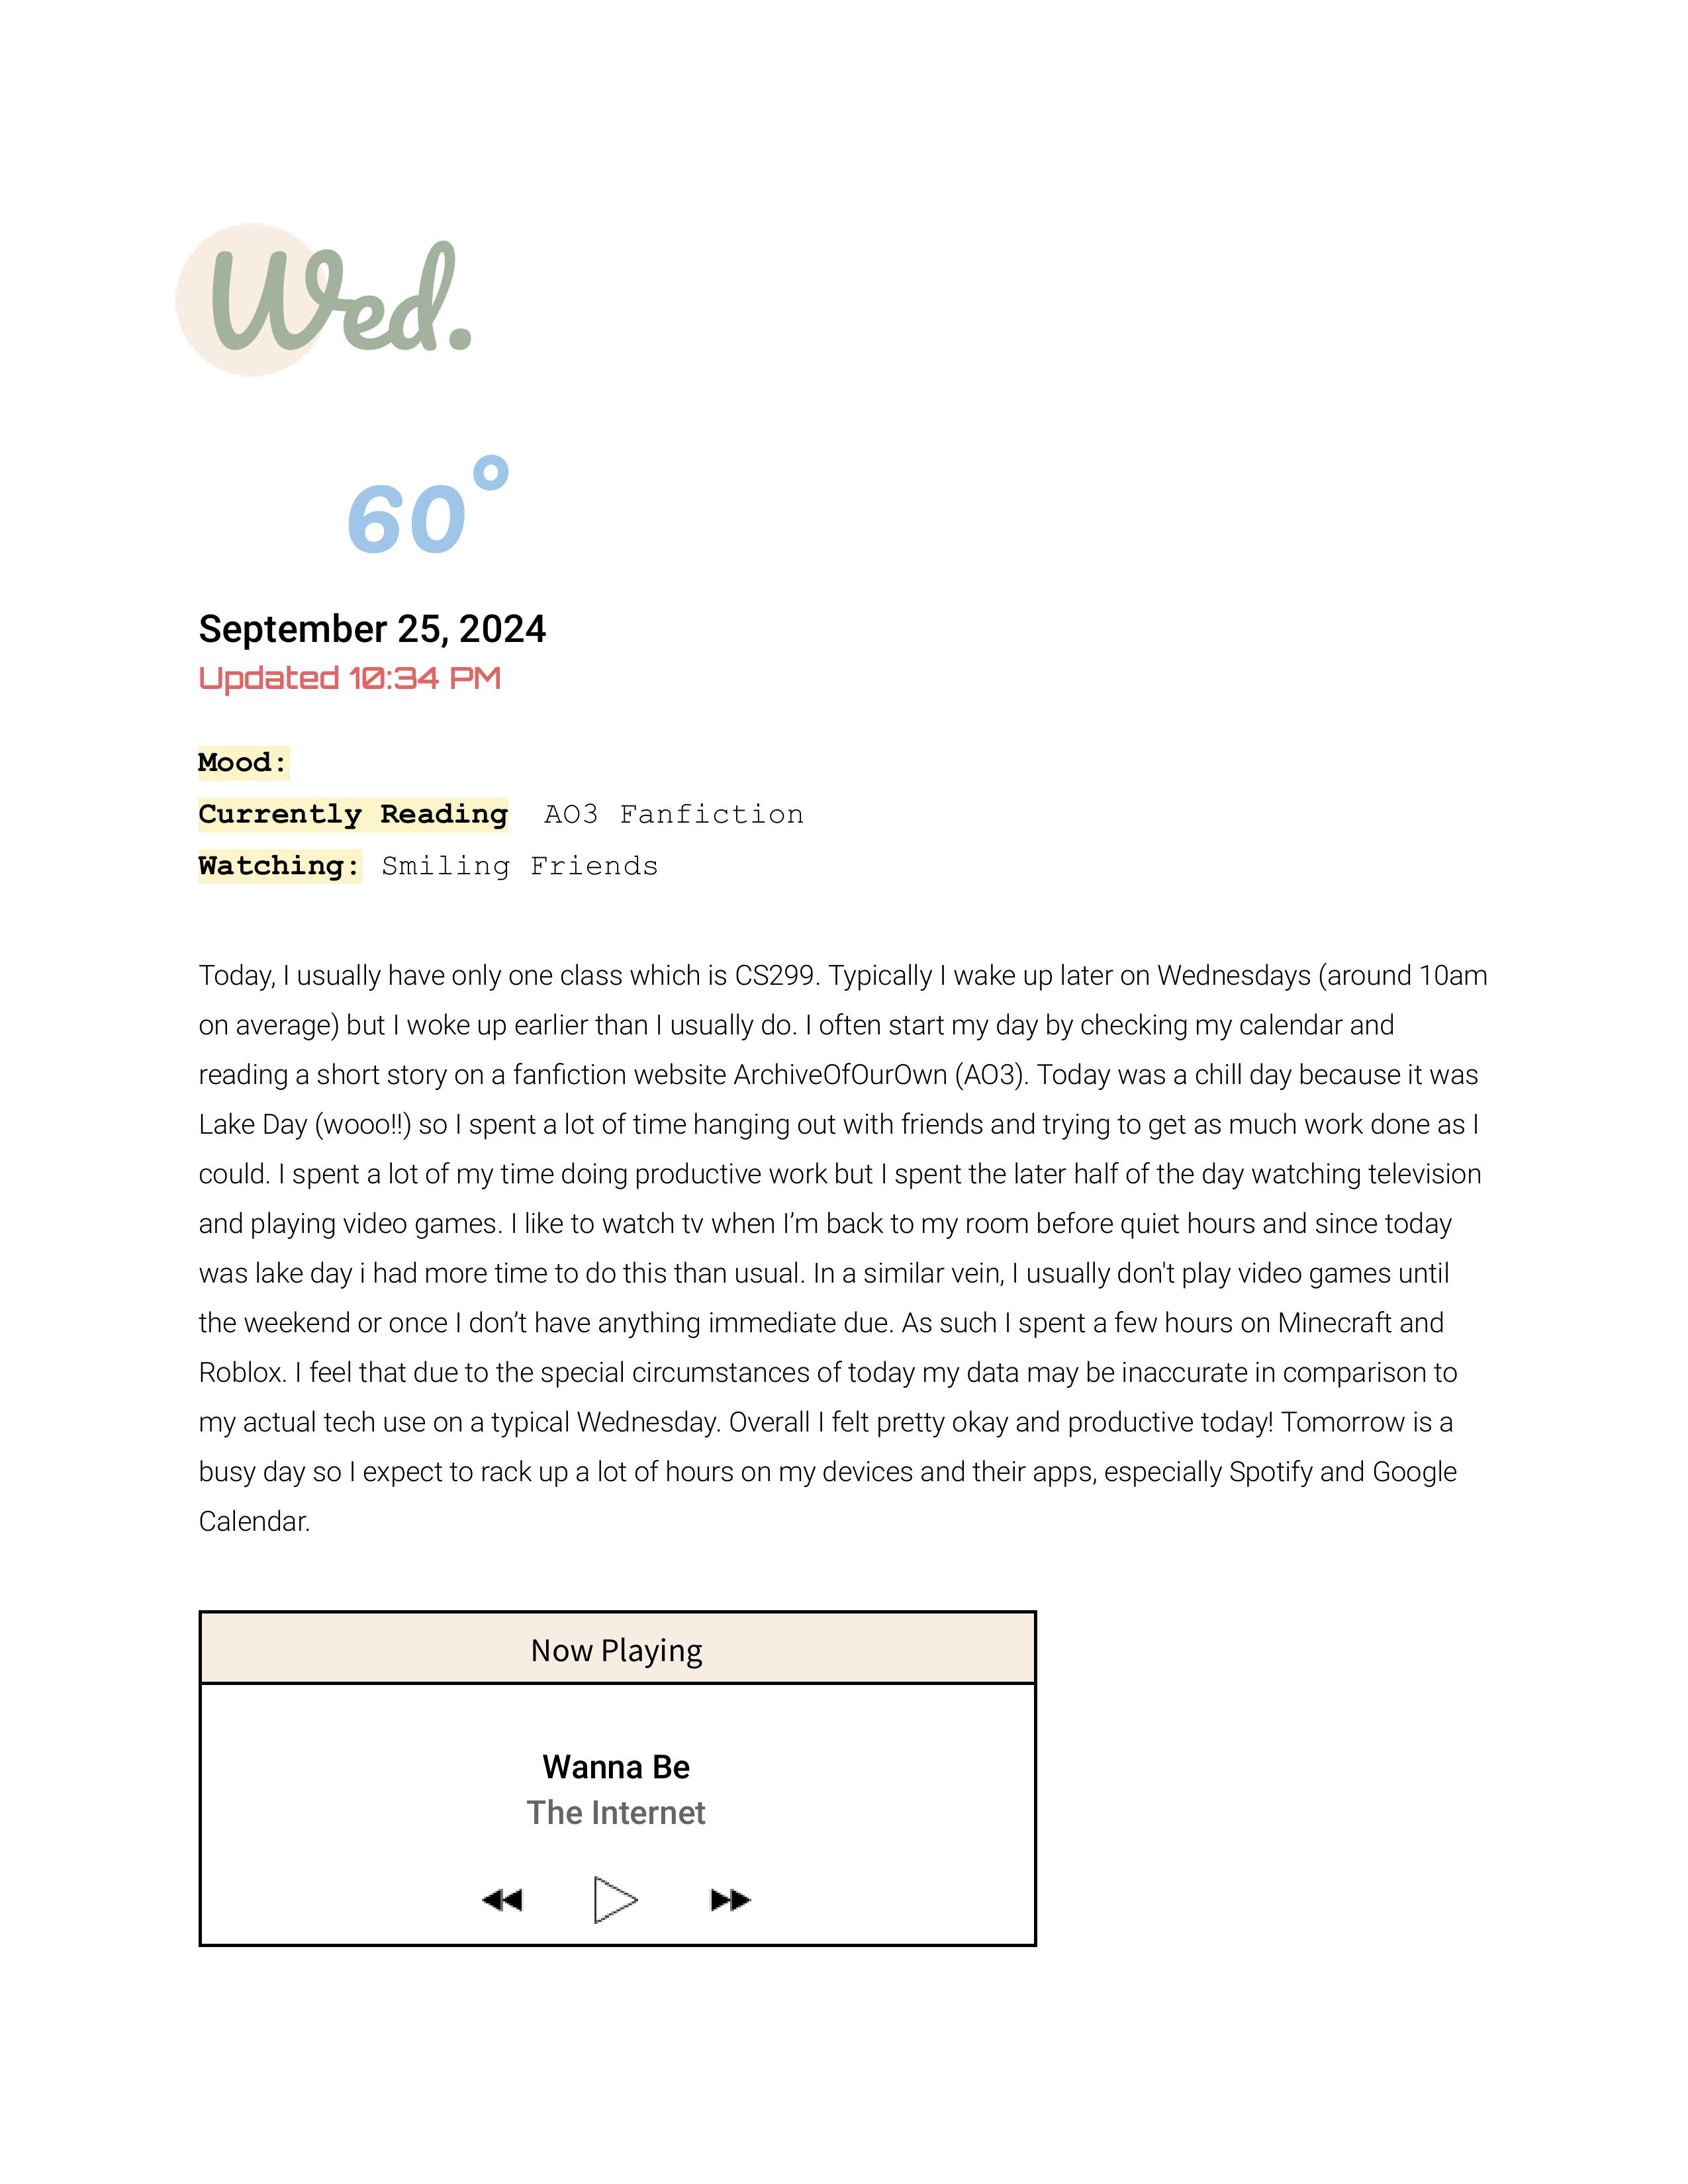 Wed.
60°
September 25, 2024
Updated 10:34 PM
Mood:
Currently Reading AO3 Fanfiction
Watching: Smiling Friends
Today, I usually have only one class which is CS299. Typically I wake up later on Wednesdays (around 10am
on average) but I woke up earlier than I usually do. I often start my day by checking my calendar and
reading a short story on a fanfiction website ArchiveOfOurOwn (AO3). Today was a chill day because it was
Lake Day (wooo!!) so I spent a lot of time hanging out with friends and trying to get as much work done as I
could. I spent a lot of my time doing productive work but I spent the later half of the day watching television
and playing video games. I like to watch tv when I’m back to my room before quiet hours and since today
was lake day i had more time to do this than usual. In a similar vein, I usually don't play video games until
the weekend or once I don’t have anything immediate due. As such I spent a few hours on Minecraft and
Roblox. I feel that due to the special circumstances of today my data may be inaccurate in comparison to
my actual tech use on a typical Wednesday. Overall I felt pretty okay and productive today! Tomorrow is a
busy day so I expect to rack up a lot of hours on my devices and their apps, especially Spotify and Google
Calendar.
Now Playing
Wanna Be
The Internet